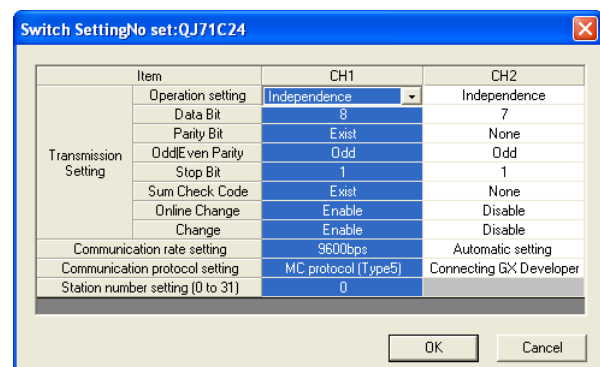 Switch SettingNo set:QJ71C24
Item CH1 CH2
Transmission Setting
Operation setting Independence Independence
Data Bit 8 7
Parity Bit Exist None
Odd|Even Parity Odd Odd
Stop Bit 1 1
Sum Check Code Exist None
Online Change Enable Disable
Change Enable Disable
Communication rate setting 9600bps Automatic setting
Communication protocol setting MC protocol (Type5) Connecting GX Developer
Station number setting (0 to 31) 0
OK Cancel